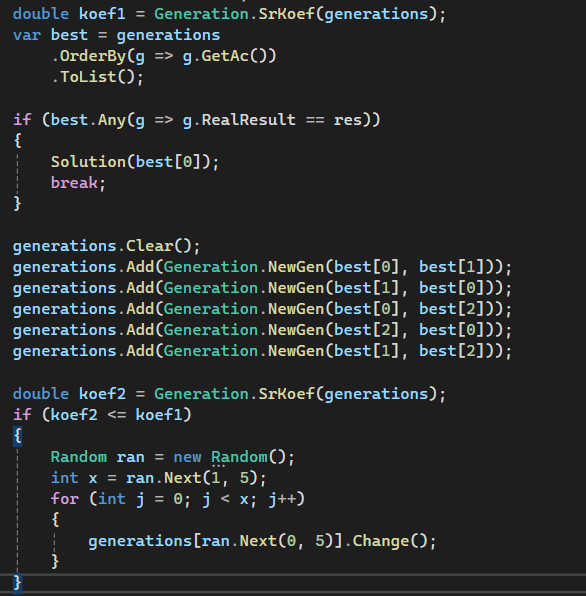 double koef1 = Generation.SrKoef(generations);
var best = generations
    .OrderBy(g => g.GetAc())
    .ToList();

if (best.Any(g => g.RealResult == res))
{
    Solution(best[0]);
    break;
}

generations.Clear();
generations.Add(Generation.NewGen(best[0], best[1]));
generations.Add(Generation.NewGen(best[1], best[0]));
generations.Add(Generation.NewGen(best[0], best[2]));
generations.Add(Generation.NewGen(best[2], best[0]));
generations.Add(Generation.NewGen(best[1], best[2]));

double koef2 = Generation.SrKoef(generations);
if (koef2 <= koef1)
{
    Random ran = new Random();
    int x = ran.Next(1, 5);
    for (int j = 0; j < x; j++)
    {
        generations[ran.Next(0, 5)].Change();
    }
}